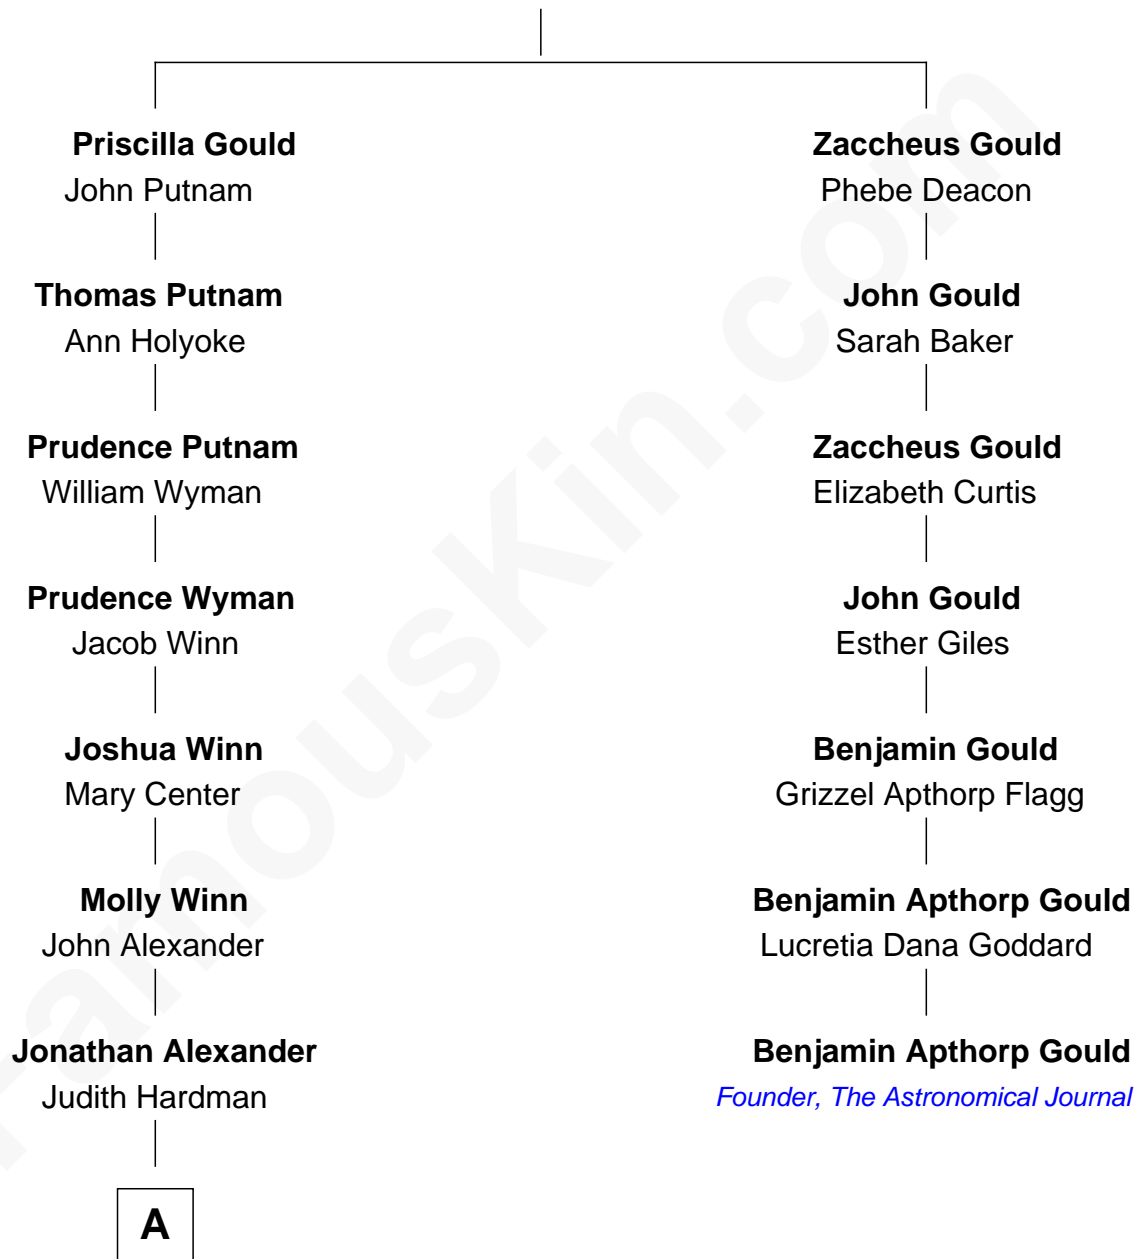 Priscilla Gould
John Putnam
Thomas Putnam
Ann Holyoke
Prudence Putnam
William Wyman
Prudence Wyman
Jacob Winn
Joshua Winn
Mary Center
Molly Winn
John Alexander
Jonathan Alexander
Judith Hardman
A
Zaccheus Gould
Phebe Deacon
John Gould
Sarah Baker
Zaccheus Gould
Elizabeth Curtis
John Gould
Esther Giles
Benjamin Gould
Grizzel Apthorp Flagg
Benjamin Apthorp Gould
Lucretia Dana Goddard
Benjamin Apthorp Gould
Founder, The Astronomical Journal
FamousKin.com